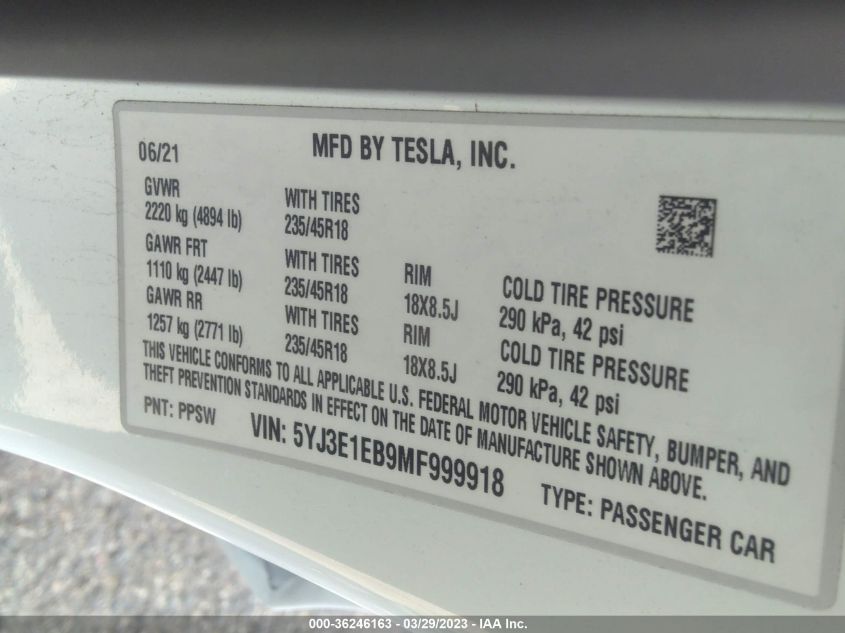 06/21
MFD BY TESLA, INC.
GVWR
2220 kg (4894 lb)
WITH TIRES
235/45R18
GAWR FRT
1110 kg (2447 lb)
WITH TIRES
235/45R18
RIM
18X8.5J
COLD TIRE PRESSURE
290 kPa, 42 psi
GAWR RR
1257 kg (2771 lb)
WITH TIRES
235/45R18
RIM
18X8.5J
COLD TIRE PRESSURE
290 kPa, 42 psi
THIS VEHICLE CONFORMS TO ALL APPLICABLE U.S. FEDERAL MOTOR VEHICLE SAFETY, BUMPER, AND
THEFT PREVENTION STANDARDS IN EFFECT ON THE DATE OF MANUFACTURE SHOWN ABOVE.
PNT: PPSW
VIN: 5YJ3E1EB9MF999918
TYPE: PASSENGER CAR
000-36246163 - 03/29/2023 - IAA Inc.